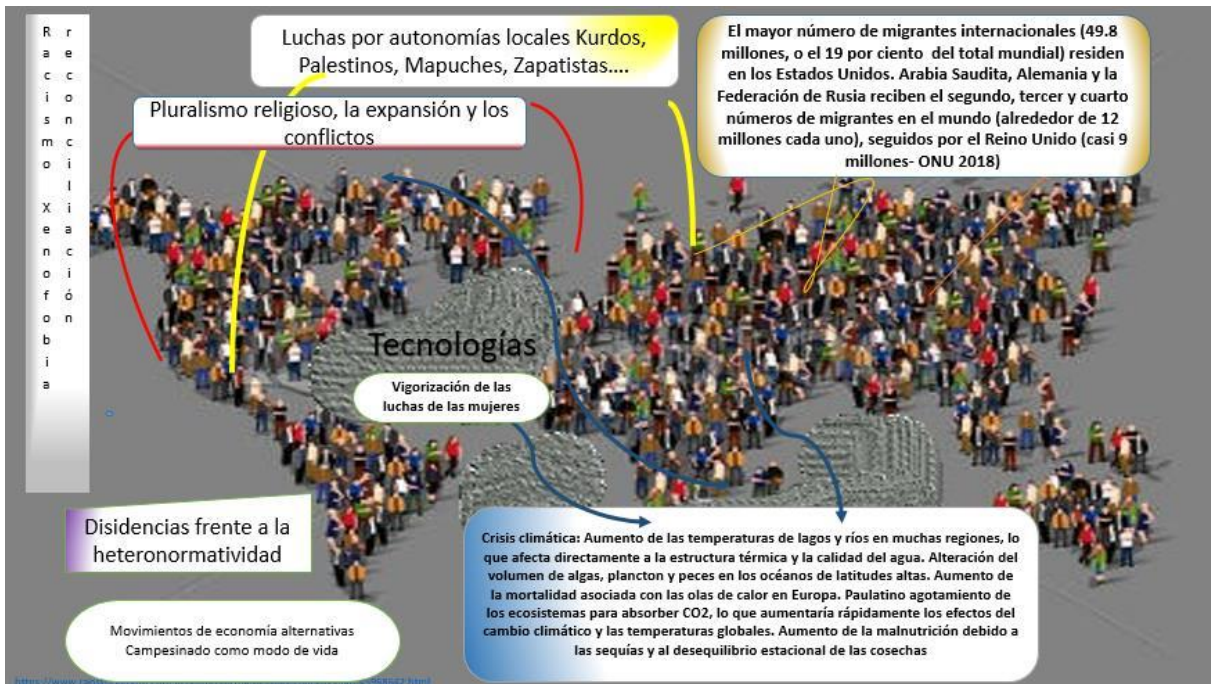 Racismo Xenofobia
reconciliación
Luchas por autonomías locales Kurdos,
Palestinos, Mapuches, Zapatistas....
Pluralismo religioso, la expansión y los
conflictos
El mayor número de migrantes internacionales (49.8
millones, o el 19 por ciento del total mundial) residen
en los Estados Unidos. Arabia Saudita, Alemania y la
Federación de Rusia reciben el segundo, tercer y cuarto
números de migrantes en el mundo (alrededor de 12
millones cada uno), seguidos por el Reino Unido (casi 9
millones- ONU 2018)
Tecnologías
Vigorización de las
luchas de las mujeres
Disidencias frente a la
heteronormatividad
Crisis climática: Aumento de las temperaturas de lagos y ríos en muchas regiones, lo
que afecta directamente a la estructura térmica y la calidad del agua. Alteración del
volumen de algas, plancton y peces en los océanos de latitudes altas. Aumento de
la mortalidad asociada con las olas de calor en Europa. Paulatino agotamiento de
los ecosistemas para absorber CO2, lo que aumentaría rápidamente los efectos del
cambio climático y las temperaturas globales. Aumento de la malnutrición debido a
las sequías y al desequilibrio estacional de las cosechas
Movimientos de economía alternativas
Campesinado como modo de vida